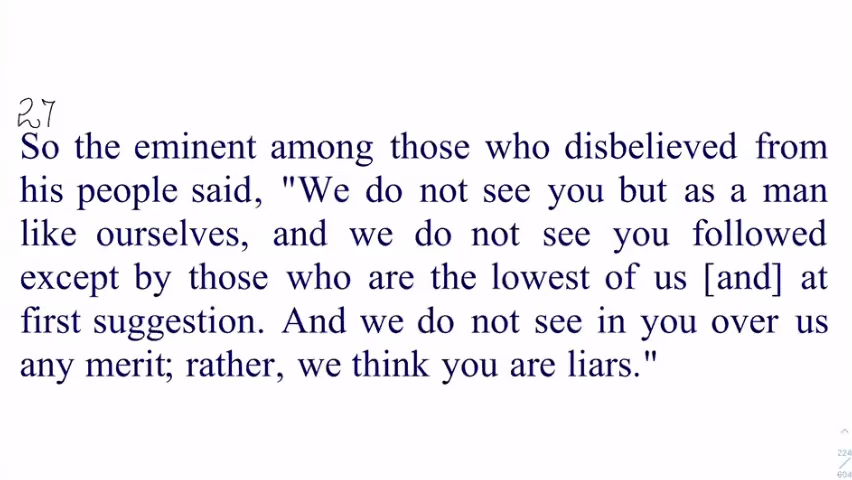 27
So the eminent among those who disbelieved from
his people said, "We do not see you but as a man
like ourselves, and we do not see you followed
except by those who are the lowest of us [and] at
first suggestion. And we do not see in you over us
any merit; rather, we think you are liars."
224
/
604